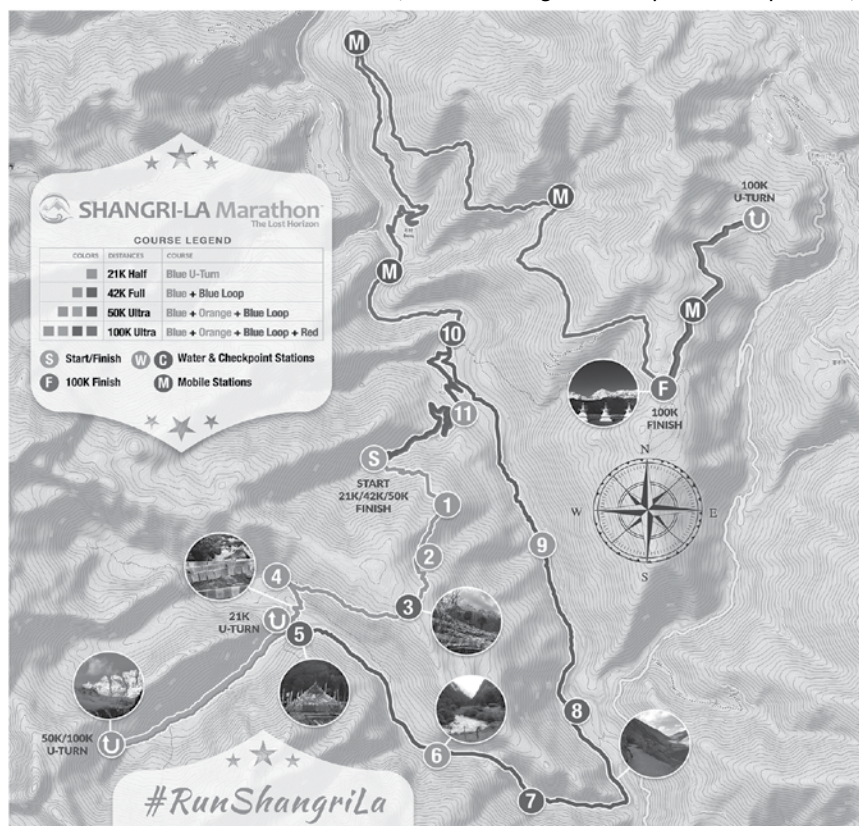 SHANGRI-LA Marathon
The Lost Horizon
COURSE LEGEND
COLORS DISTANCES COURSE
21K Half Blue U-Turn
42K Full Blue + Blue Loop
50K Ultra Blue + Orange + Blue Loop
100K Ultra Blue + Orange + Blue Loop + Red
S Start/Finish W C Water & Checkpoint Stations
F 100K Finish M Mobile Stations
M
M
100K
U-TURN
M
M
10
F
100K
FINISH
11
S
START
21K/42K/50K
FINISH
N
W
E
S
1
2
9
4
3
21K
U-TURN
5
8
50K/100K
U-TURN
6
7
#RunShangriLa